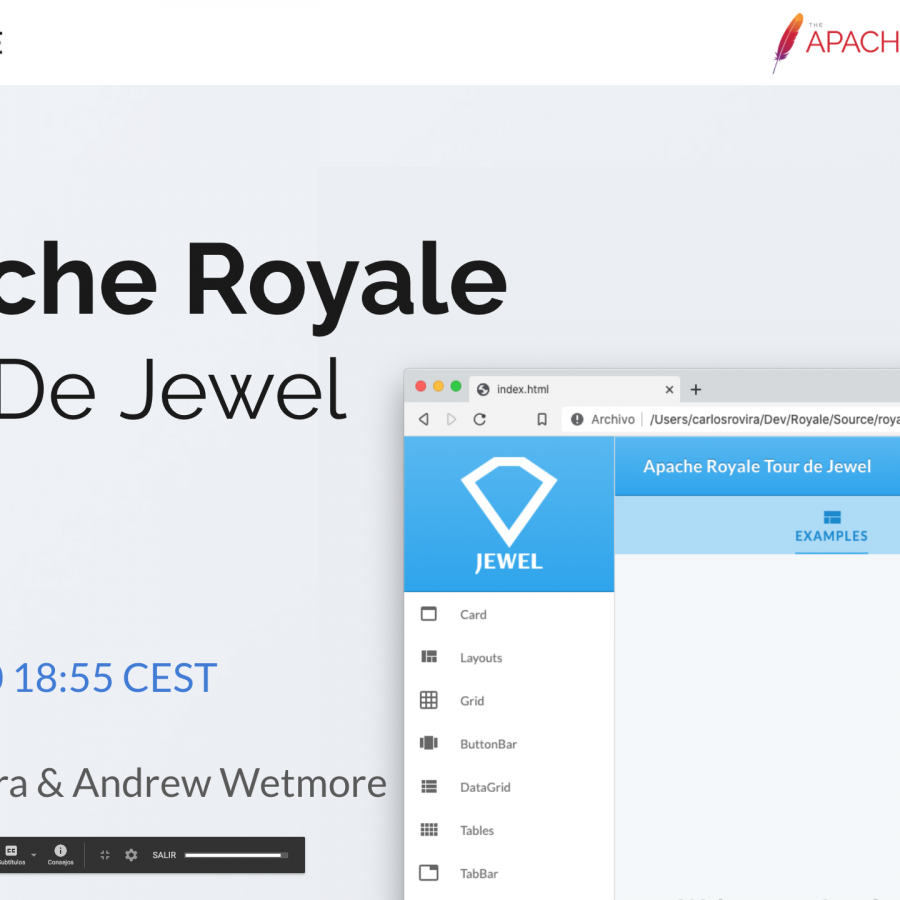 E
THE
APACH
che Royale
De Jewel
index.html
Archivo
/Users/carlosrovira/Dev/Royale/Source/roya
Apache Royale Tour de Jewel
JEWEL
EXAMPLES
Card
Layouts
Grid
ButtonBar
DataGrid
Tables
TabBar
0 18:55 CEST
ra & Andrew Wetmore
CC
Subtítulos
Consejos
SALIR